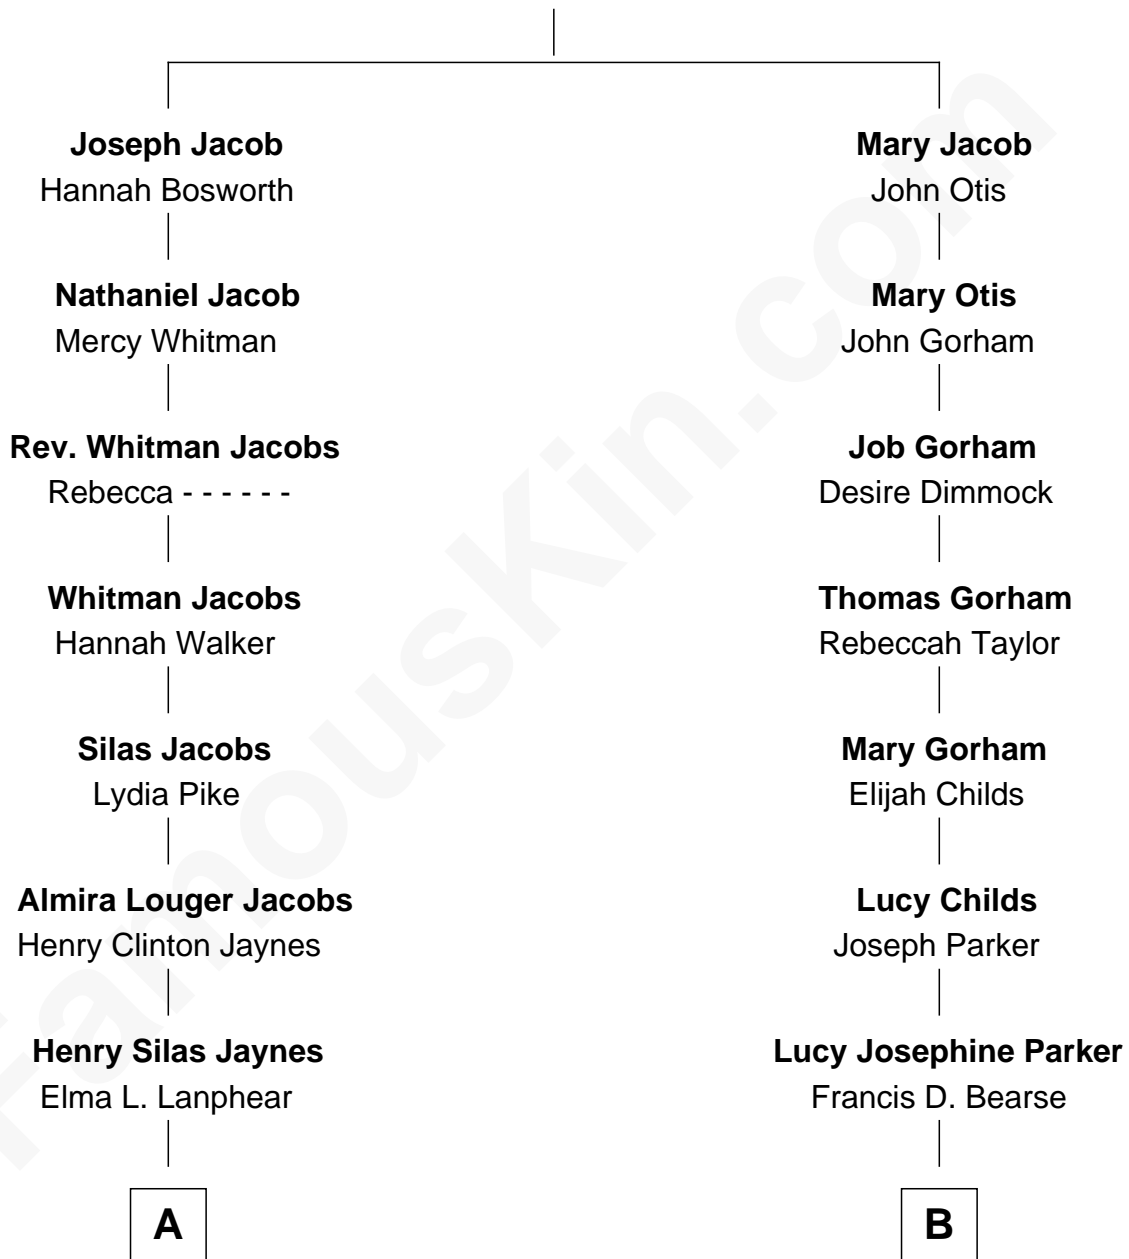 Joseph Jacob
Hannah Bosworth
Mary Jacob
John Otis
Nathaniel Jacob
Mercy Whitman
Mary Otis
John Gorham
Rev. Whitman Jacobs
Rebecca - - - - - -
Job Gorham
Desire Dimmock
Whitman Jacobs
Hannah Walker
Thomas Gorham
Rebeccah Taylor
Silas Jacobs
Lydia Pike
Mary Gorham
Elijah Childs
Almira Louger Jacobs
Henry Clinton Jaynes
Lucy Childs
Joseph Parker
Henry Silas Jaynes
Elma L. Lanphear
Lucy Josephine Parker
Francis D. Bearse
A
B
FamousKin.com